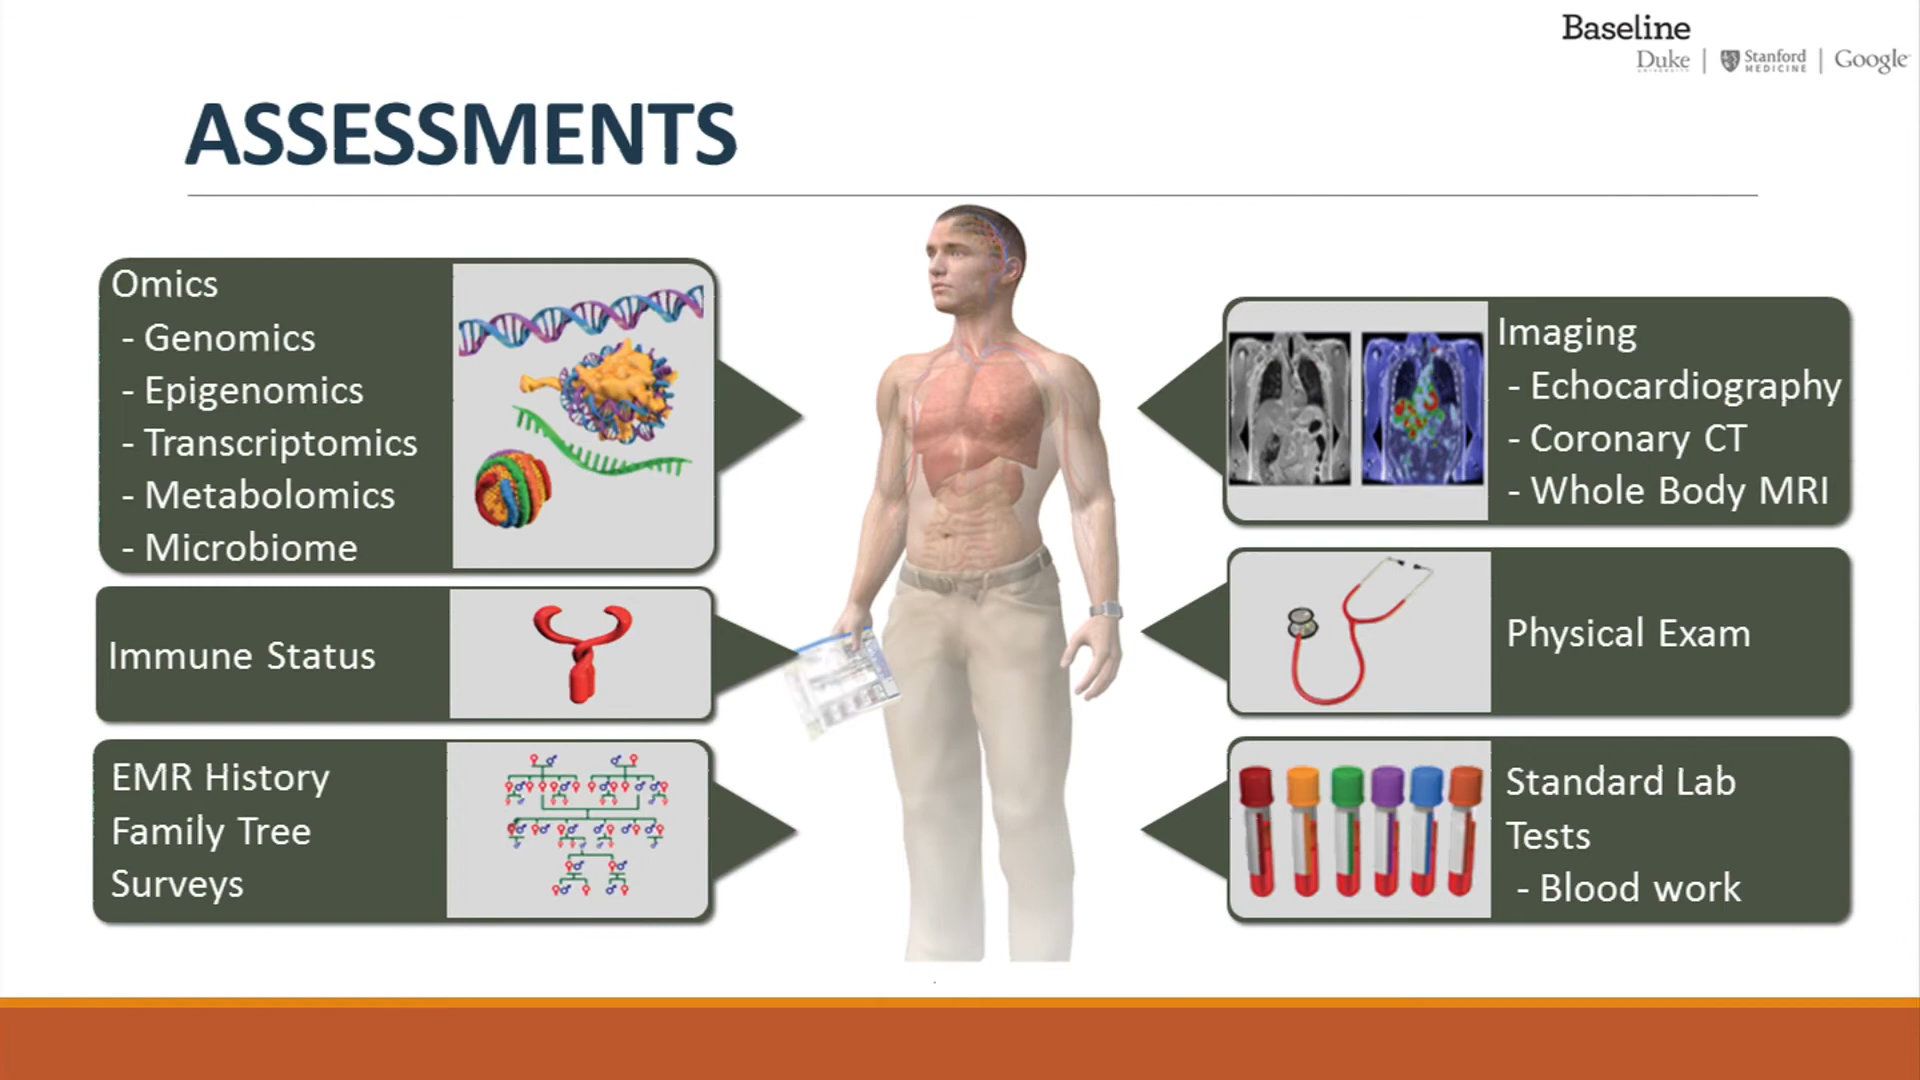 Baseline
Duke | Stanford | Google
UNIVERSITY MEDICINE
ASSESSMENTS
Omics
- Genomics
- Epigenomics
- Transcriptomics
- Metabolomics
- Microbiome
Immune Status
EMR History
Family Tree
Surveys
Imaging
- Echocardiography
- Coronary CT
- Whole Body MRI
Physical Exam
Standard Lab
Tests
- Blood work